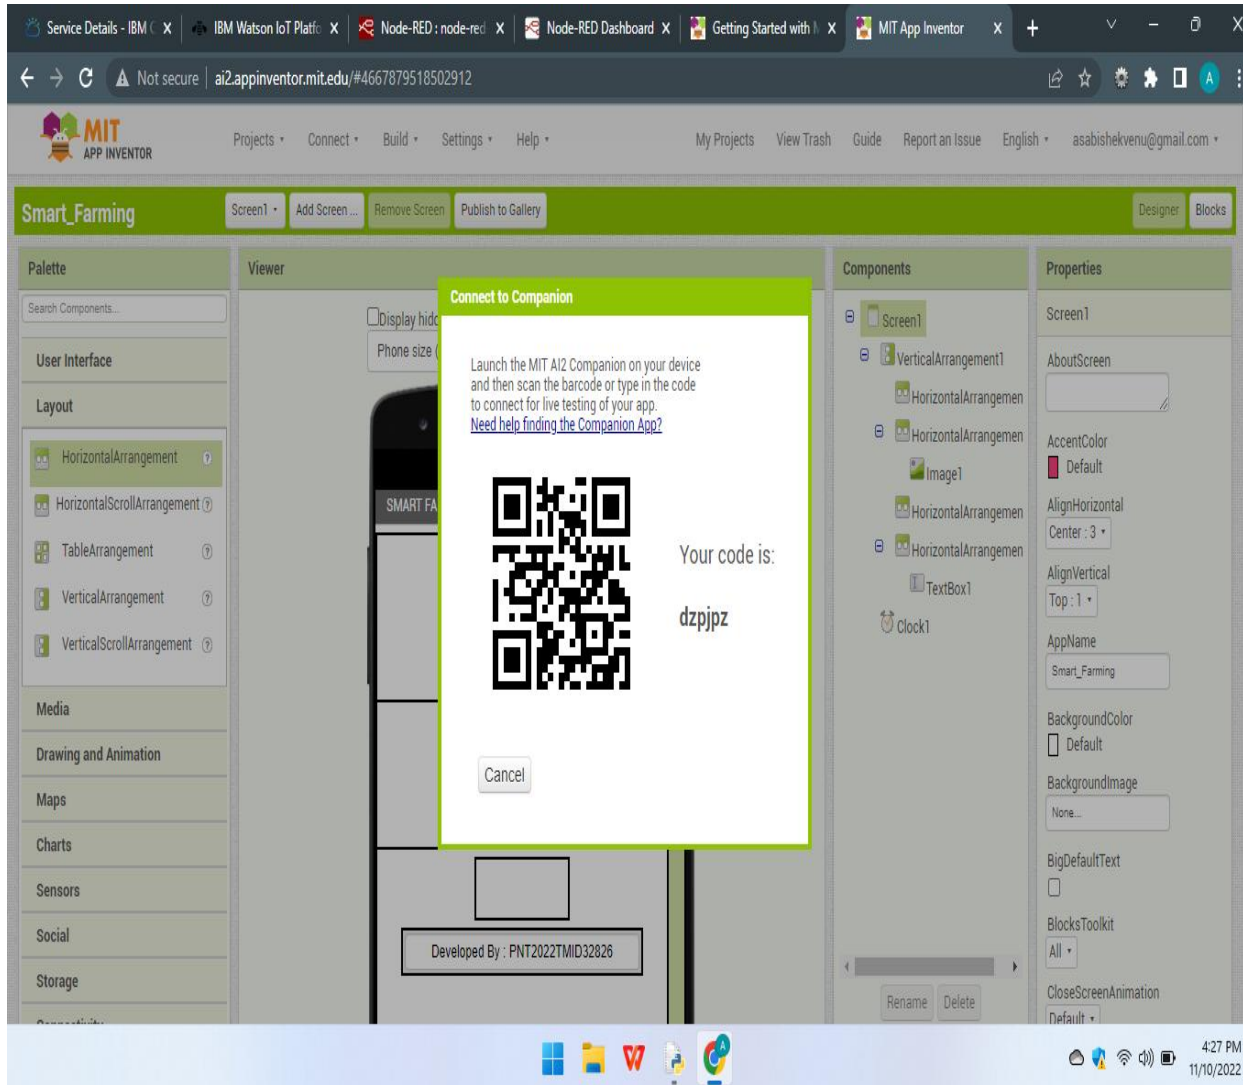 Service Details - IBM C
IBM Watson IoT Platfo
Node-RED : node-red
Node-RED Dashboard
Getting Started with
MIT App Inventor
Not secure | ai2.appinventor.mit.edu/#4667879518502912
MIT
APP INVENTOR
Projects Connect Build Settings Help My Projects View Trash Guide Report an Issue English asabishekvenu@gmail.com
Smart_Farming Screen1 Add Screen ... Remove Screen Publish to Gallery Designer Blocks
Palette
Search Components...
User Interface
Layout
HorizontalArrangement
HorizontalScrollArrangement
TableArrangement
VerticalArrangement
VerticalScrollArrangement
Media
Drawing and Animation
Maps
Charts
Sensors
Social
Storage
Connectivity
Viewer
Display hidd
Phone size (
SMART FA
Connect to Companion
Launch the MIT AI2 Companion on your device
and then scan the barcode or type in the code
to connect for live testing of your app.
Need help finding the Companion App?
Your code is:
dzpjpz
Cancel
Developed By : PNT2022TMID32826
Components
Screen1
VerticalArrangement1
HorizontalArrangemen
HorizontalArrangemen
Image1
HorizontalArrangemen
HorizontalArrangemen
TextBox1
Clock1
Rename Delete
Properties
Screen1
AboutScreen
AccentColor
Default
AlignHorizontal
Center : 3
AlignVertical
Top : 1
AppName
Smart_Farming
BackgroundColor
Default
BackgroundImage
None...
BigDefaultText
BlocksToolkit
All
CloseScreenAnimation
Default
4:27 PM
11/10/2022